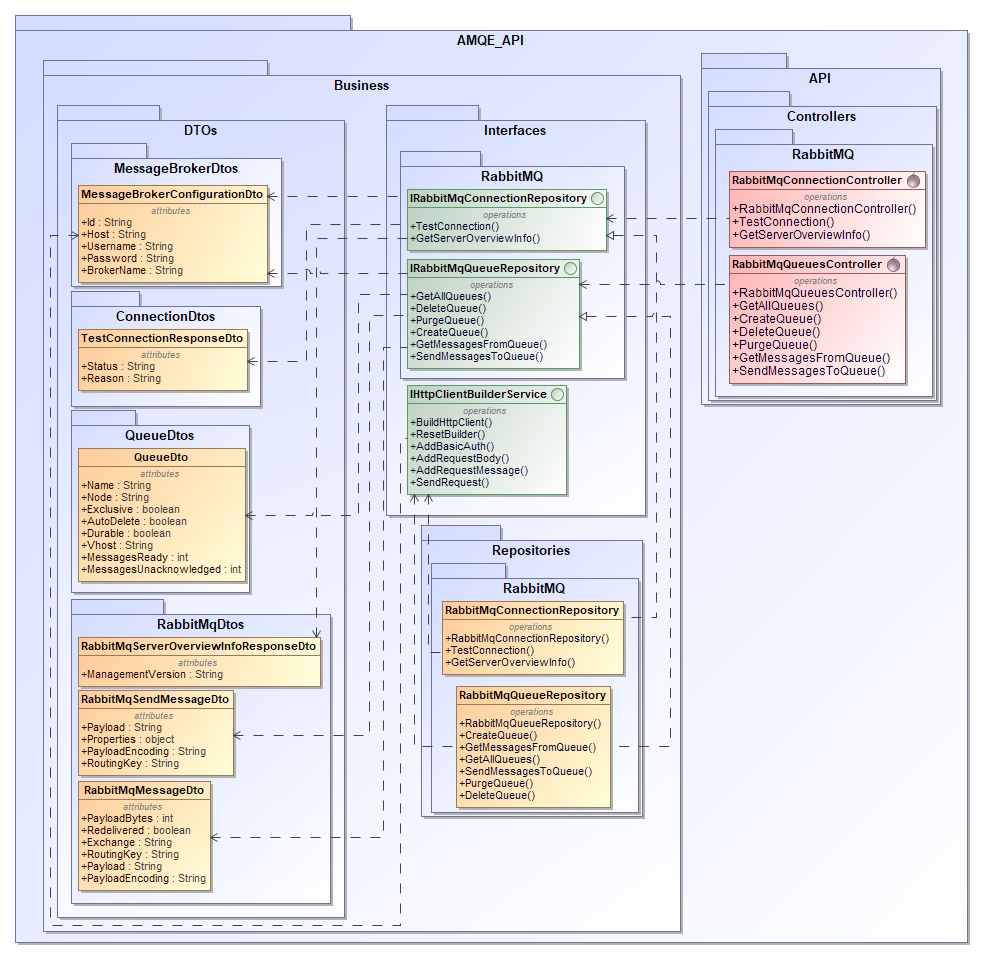 AMQE_API
Business
DTOs
MessageBrokerDtos
MessageBrokerConfigurationDto
attributes
+Id : String
+Host : String
+Username : String
+Password : String
+BrokerName : String
ConnectionDtos
TestConnectionResponseDto
attributes
+Status : String
+Reason : String
QueueDtos
QueueDto
attributes
+Name : String
+Node : String
+Exclusive : boolean
+AutoDelete : boolean
+Durable : boolean
+Vhost : String
+MessagesReady : int
+MessagesUnacknowledged : int
RabbitMqDtos
RabbitMqServerOverviewInfoResponseDto
attributes
+ManagementVersion : String
RabbitMqSendMessageDto
attributes
+Payload : String
+Properties : object
+PayloadEncoding : String
+RoutingKey : String
RabbitMqMessageDto
attributes
+PayloadBytes : int
+Redelivered : boolean
+Exchange : String
+RoutingKey : String
+Payload : String
+PayloadEncoding : String
Interfaces
RabbitMQ
IRabbitMqConnectionRepository
operations
+TestConnection()
+GetServerOverviewInfo()
IRabbitMqQueueRepository
operations
+GetAllQueues()
+DeleteQueue()
+PurgeQueue()
+CreateQueue()
+GetMessagesFromQueue()
+SendMessagesToQueue()
IHttpClientBuilderService
operations
+BuildHttpClient()
+ResetBuilder()
+AddBasicAuth()
+AddRequestBody()
+AddRequestMessage()
+SendRequest()
Repositories
RabbitMQ
RabbitMqConnectionRepository
operations
+RabbitMqConnectionRepository()
+TestConnection()
+GetServerOverviewInfo()
RabbitMqQueueRepository
operations
+RabbitMqQueueRepository()
+CreateQueue()
+GetMessagesFromQueue()
+GetAllQueues()
+SendMessagesToQueue()
+PurgeQueue()
+DeleteQueue()
API
Controllers
RabbitMQ
RabbitMqConnectionController
operations
+RabbitMqConnectionController()
+TestConnection()
+GetServerOverviewInfo()
RabbitMqQueuesController
operations
+RabbitMqQueuesController()
+GetAllQueues()
+CreateQueue()
+DeleteQueue()
+PurgeQueue()
+GetMessagesFromQueue()
+SendMessagesToQueue()